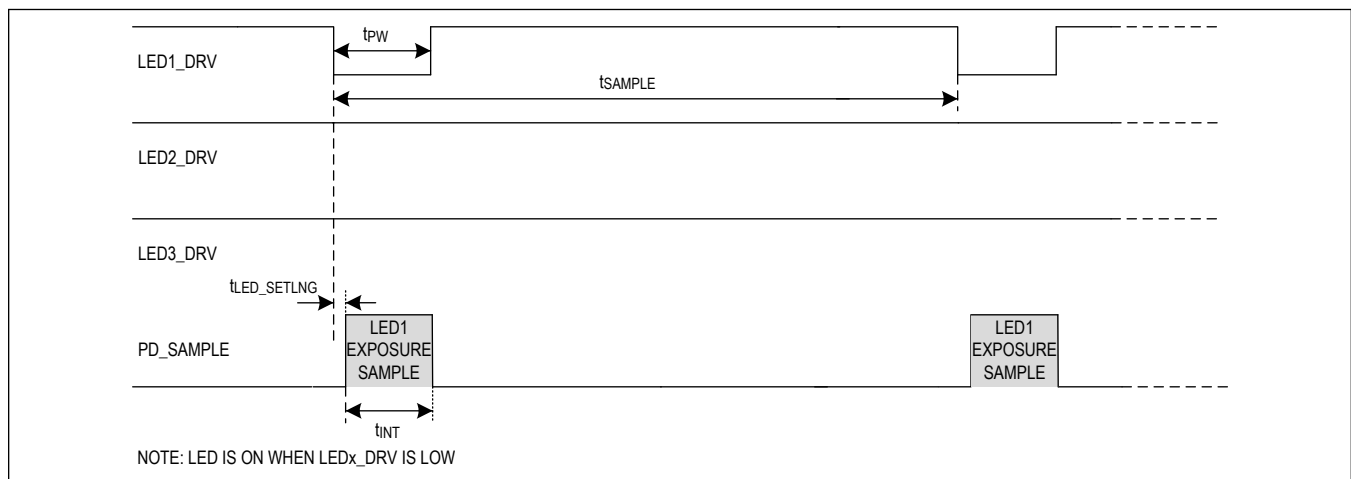 tPW
LED1_DRV
tSAMPLE
LED2_DRV
LED3_DRV
tLED_SETLNG
LED1
EXPOSURE
SAMPLE
LED1
EXPOSURE
SAMPLE
PD_SAMPLE
tINT
NOTE: LED IS ON WHEN LEDx_DRV IS LOW